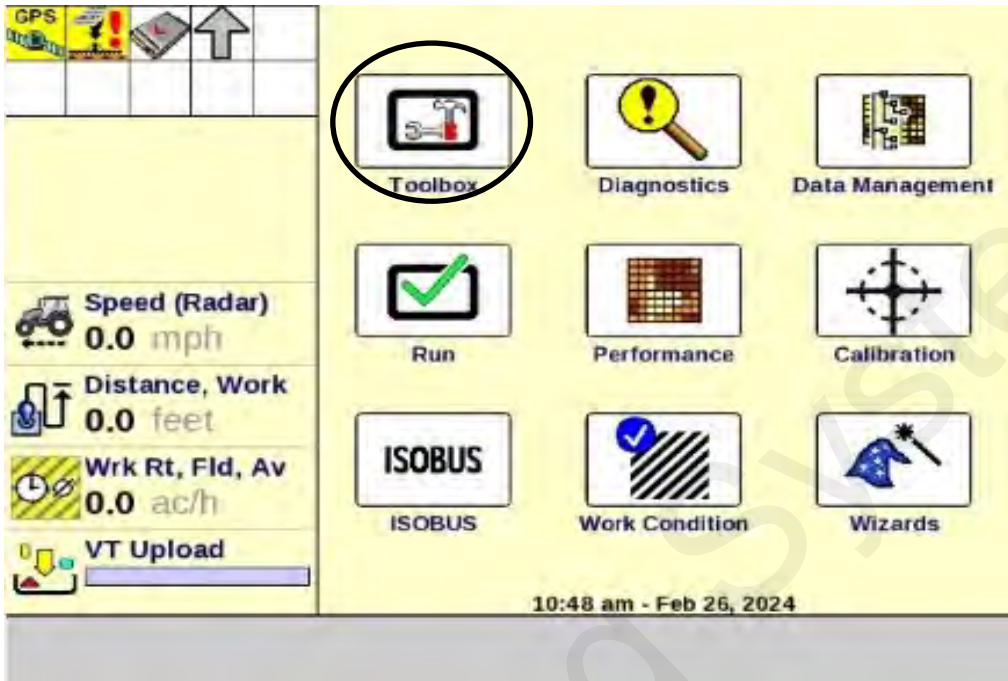 GPS
Toolbox
Diagnostics
Data Management
Speed (Radar)
0.0 mph
Run
Performance
Calibration
Distance, Work
0.0 feet
Wrk Rt, Fld, Av
0.0 ac/h
ISOBUS
ISOBUS
Work Condition
Wizards
VT Upload
10:48 am - Feb 26, 2024